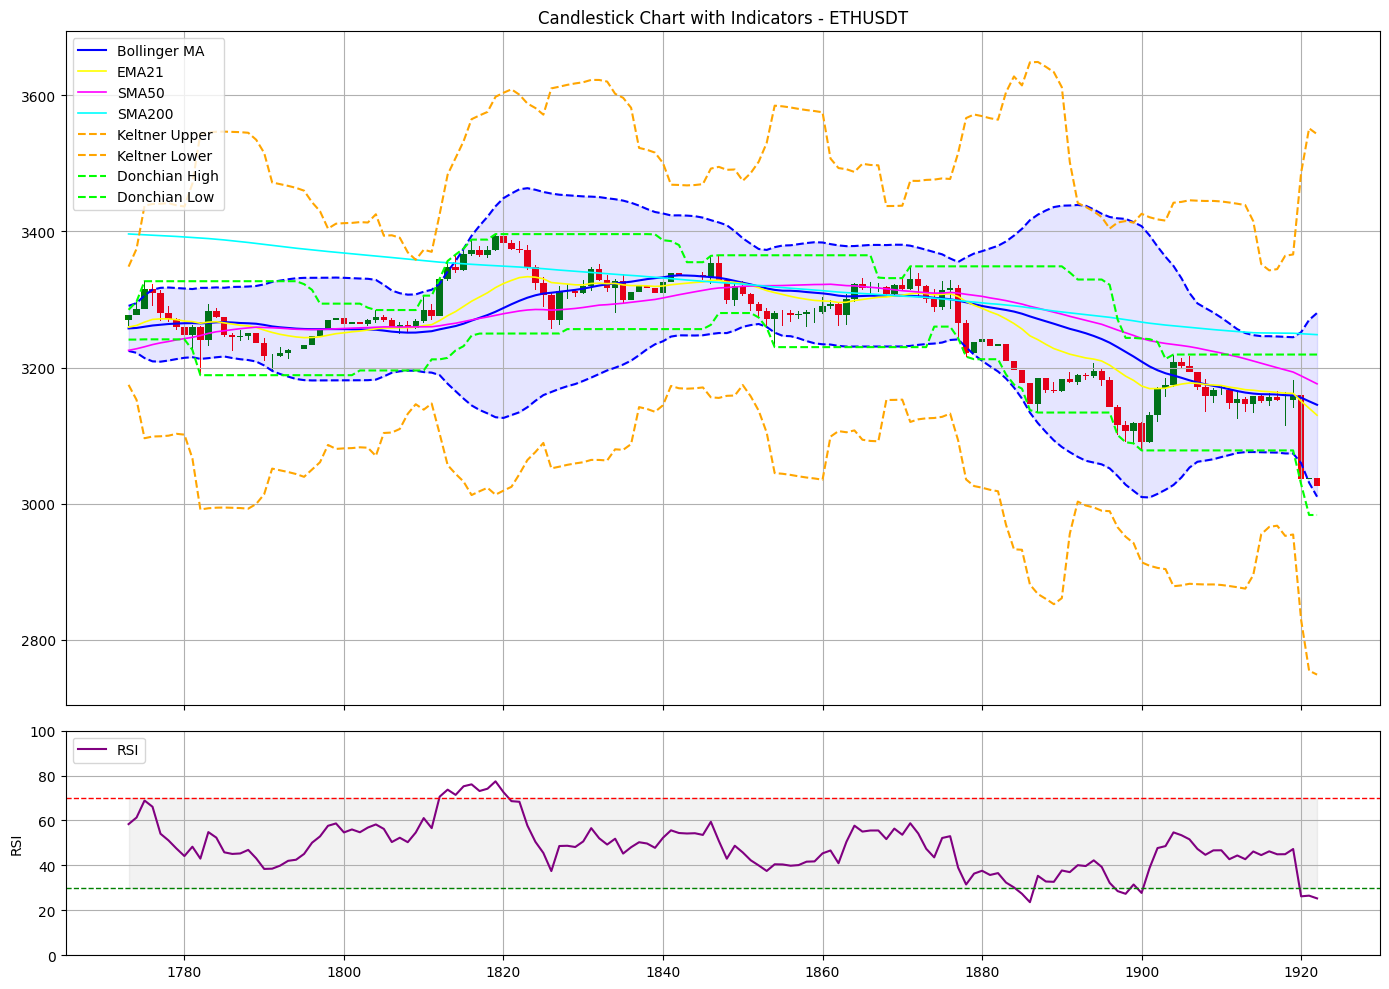 Candlestick Chart with Indicators - ETHUSDT
Bollinger MA
EMA21
SMA50
SMA200
Keltner Upper
Keltner Lower
Donchian High
Donchian Low
3600
3400
3200
3000
2800
RSI
100
80
60
40
20
0
RSI
1780 1800 1820 1840 1860 1880 1900 1920